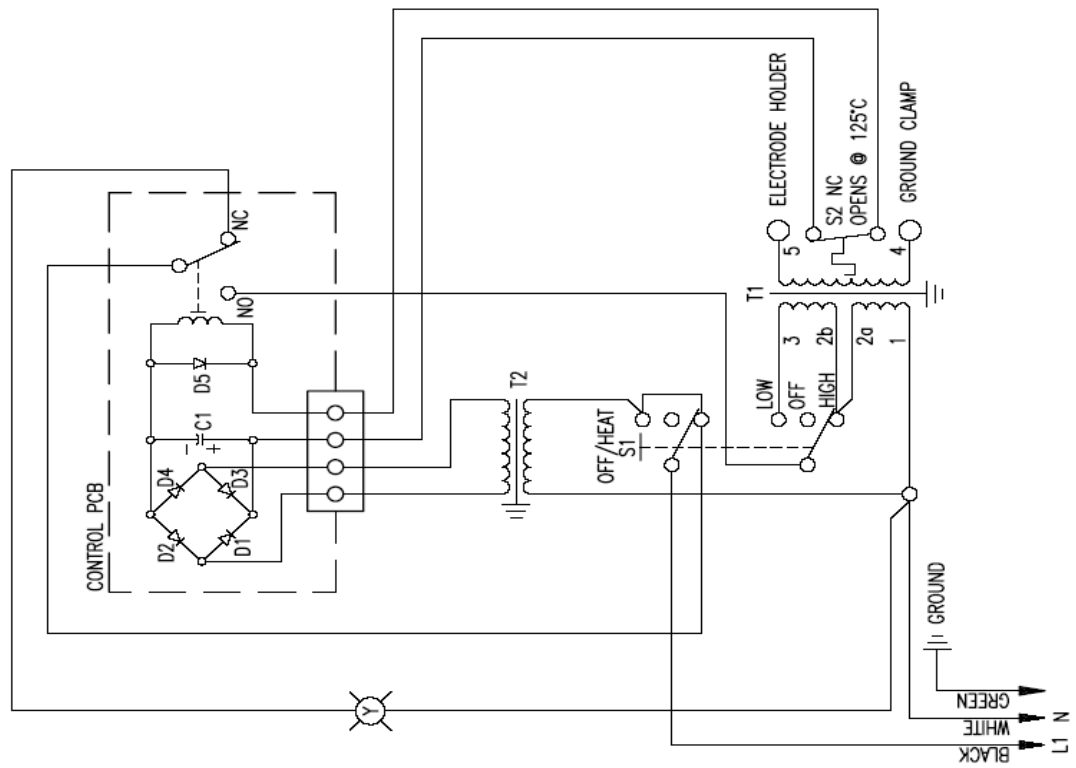 CONTROL PCB
D2
D4
D1
D3
-
+
C1
D5
NO
NC
T2
OFF/HEAT
S1
LOW
OFF
HIGH
T1
3
2b
2a
1
5
4
ELECTRODE HOLDER
S2 NC
OPENS @ 125°C
GROUND CLAMP
Y
GROUND
GREEN
WHITE
BLACK
N
L1